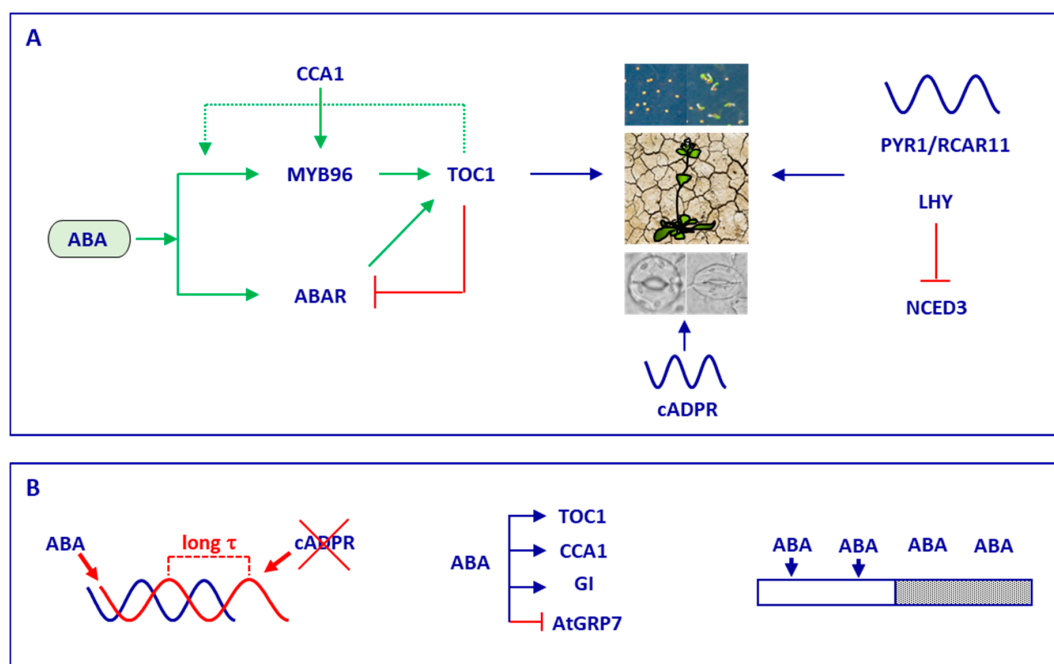 A
CCA1
MYB96
TOC1
ABA
ABAR
PYR1/RCAR11
LHY
NCED3
cADPR
B
ABA
long τ
cADPR
ABA
TOC1
CCA1
GI
AtGRP7
ABA ABA ABA ABA